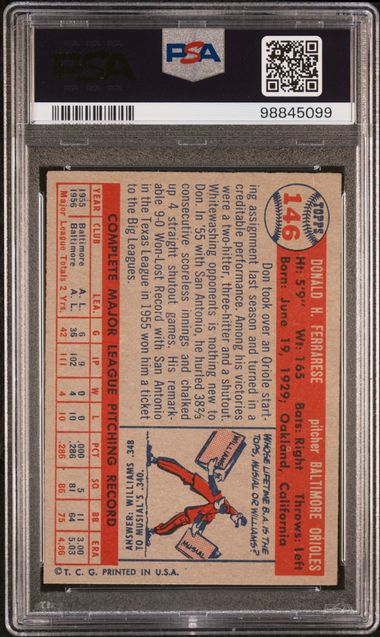 PSA
PSA
98845099
TOPPS
146
DONALD H. FERRARESE pitcher BALTIMORE ORIOLES
Ht: 5'9" Wt: 165 Bats: Right Throws: left
Born: June 19, 1929; Oakland, California
Don took over an Oriole start-
ing assignment last season and turned in a
creditable performance. Among his victories
were a two-hitter, three-hitter and a shutout.
Whitewashing opponents is nothing new to
Don. In '55 with San Antonio, he hurled 38⅔
consecutive scoreless innings and chalked
up 4 straight shutout games. His remark-
able 9-0 Won-Lost Record with San Antonio
in the Texas League in 1955 won him a ticket
to the Big Leagues.
WHOSE LIFETIME B.A. IS THE
TOPS, MUSIAL OR WILLIAMS?
WILLIAMS
MUSIAL
ANSWER: WILLIAMS .348
TO MUSIAL'S .340.
COMPLETE MAJOR LEAGUE PITCHING RECORD
YEAR CLUB LEA. G IP W L PCT SO BB ERA
1955 Baltimore A. L. 6 9 0 0 .000 5 11 3.00
1956 Baltimore A. L. 36 102 4 10 .286 81 64 5.03
Major League Totals 2 Yrs. 42 111 4 10 .286 86 75 4.86
© T. C. G. PRINTED IN U.S.A.